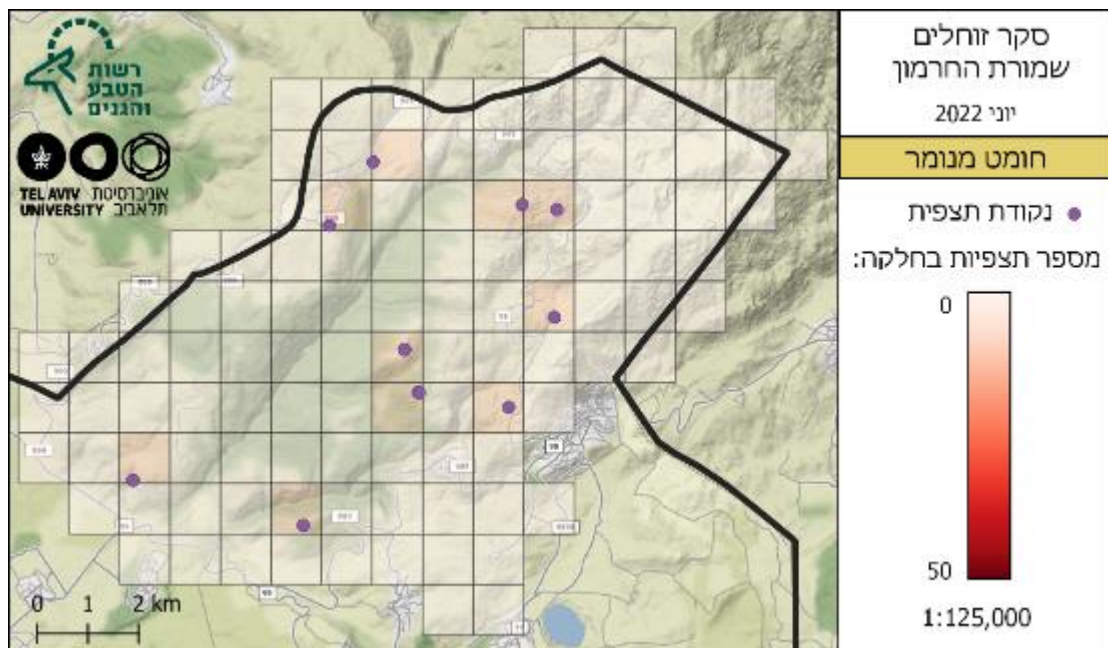 רשות
הטבע
והגנים
TEL AVIV אוניברסיטת
UNIVERSITY תל אביב
98
0 1 2 km
סקר זוחלים
שמורת החרמון
יוני 2022
חומט מנומר
נקודת תצפית
מספר תצפיות בחלקה:
0
50
1:125,000